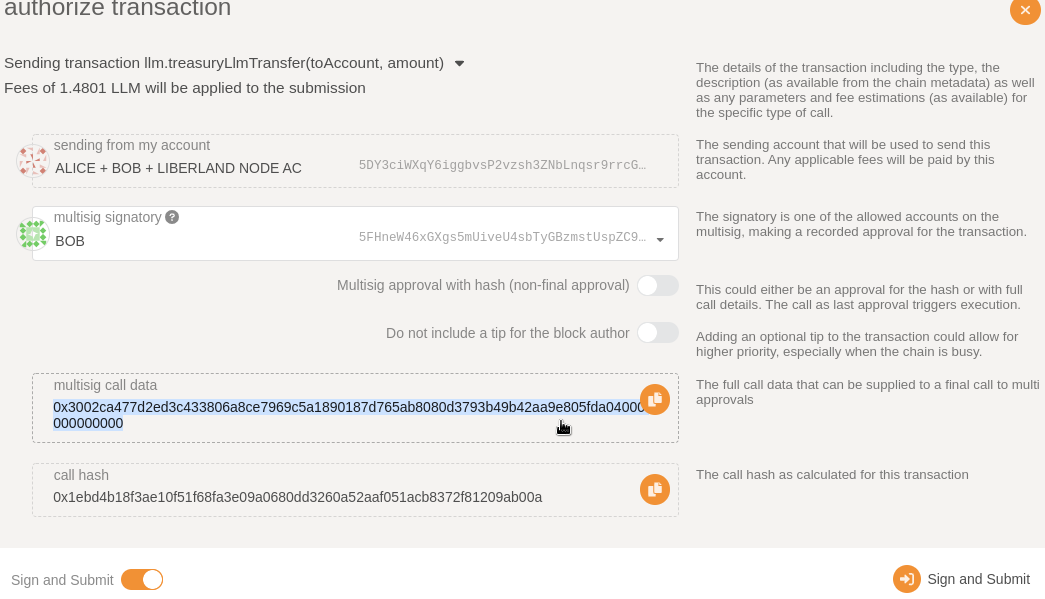 authorize transaction
Sending transaction llm.treasuryLlmTransfer(toAccount, amount)
Fees of 1.4801 LLM will be applied to the submission
The details of the transaction including the type, the
description (as available from the chain metadata) as well
as any parameters and fee estimations (as available) for
the specific type of call.
sending from my account
ALICE + BOB + LIBERLAND NODE AC
5DY3ciWXqY6iggbvsP2vzsh3ZNbLnqsr9rrcG…
The sending account that will be used to send this
transaction. Any applicable fees will be paid by this
account.
multisig signatory ?
BOB
5FHneW46xGXgs5mUiveU4sbTyGBzmstUspZC9…
The signatory is one of the allowed accounts on the
multisig, making a recorded approval for the transaction.
Multisig approval with hash (non-final approval)
This could either be an approval for the hash or with full
call details. The call as last approval triggers execution.
Do not include a tip for the block author
Adding an optional tip to the transaction could allow for
higher priority, especially when the chain is busy.
multisig call data
0x3002ca477d2ed3c433806a8ce7969c5a1890187d765ab8080d3793b49b42aa9e805fda04000
000000000
The full call data that can be supplied to a final call to multi
approvals
call hash
0x1ebd4b18f3ae10f51f68fa3e09a0680dd3260a52aaf051acb8372f81209ab00a
The call hash as calculated for this transaction
Sign and Submit
Sign and Submit